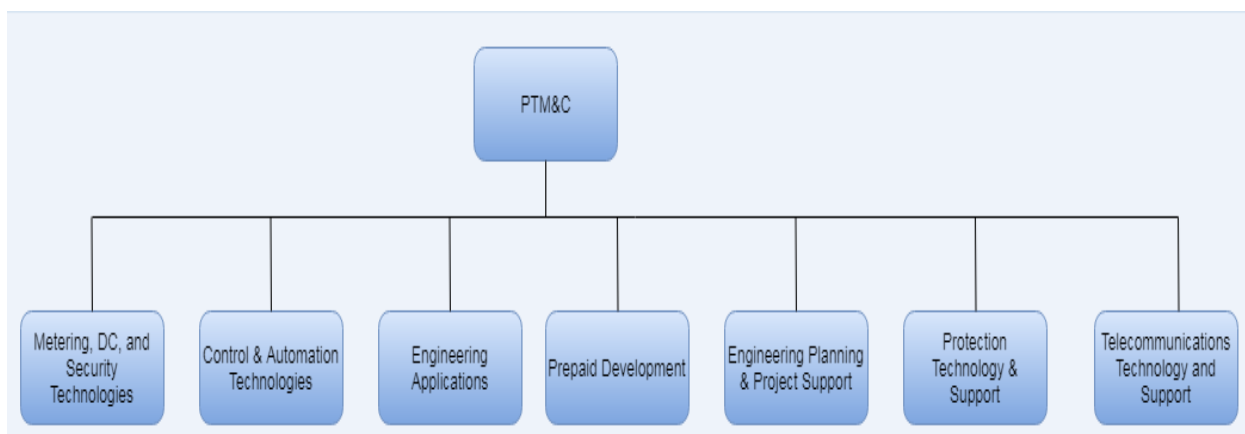 PTM&C
Metering, DC, and
Security
Technologies
Control & Automation
Technologies
Engineering
Applications
Prepaid Development
Engineering Planning
& Project Support
Protection
Technology &
Support
Telecommunications
Technology and
Support